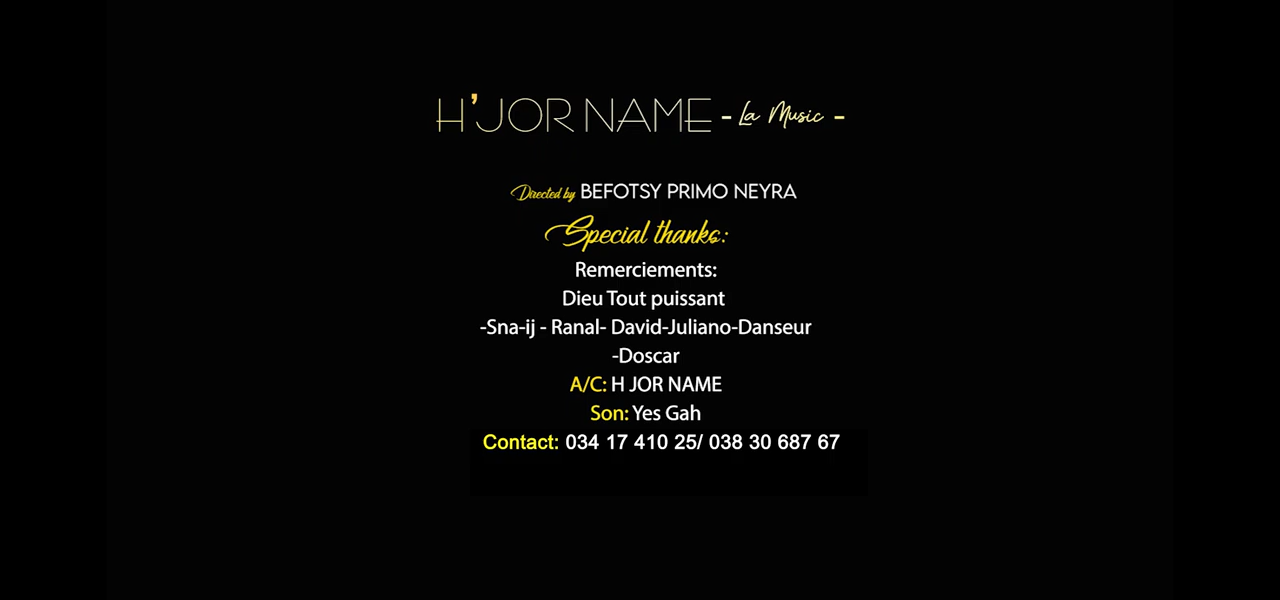 H'JOR NAME - La Music -
Directed by BEFOTSY PRIMO NEYRA
Special thanks:
Remerciements:
Dieu Tout puissant
-Sna-ij - Ranal- David-Juliano-Danseur
-Doscar
A/C: H JOR NAME
Son: Yes Gah
Contact: 034 17 410 25/ 038 30 687 67